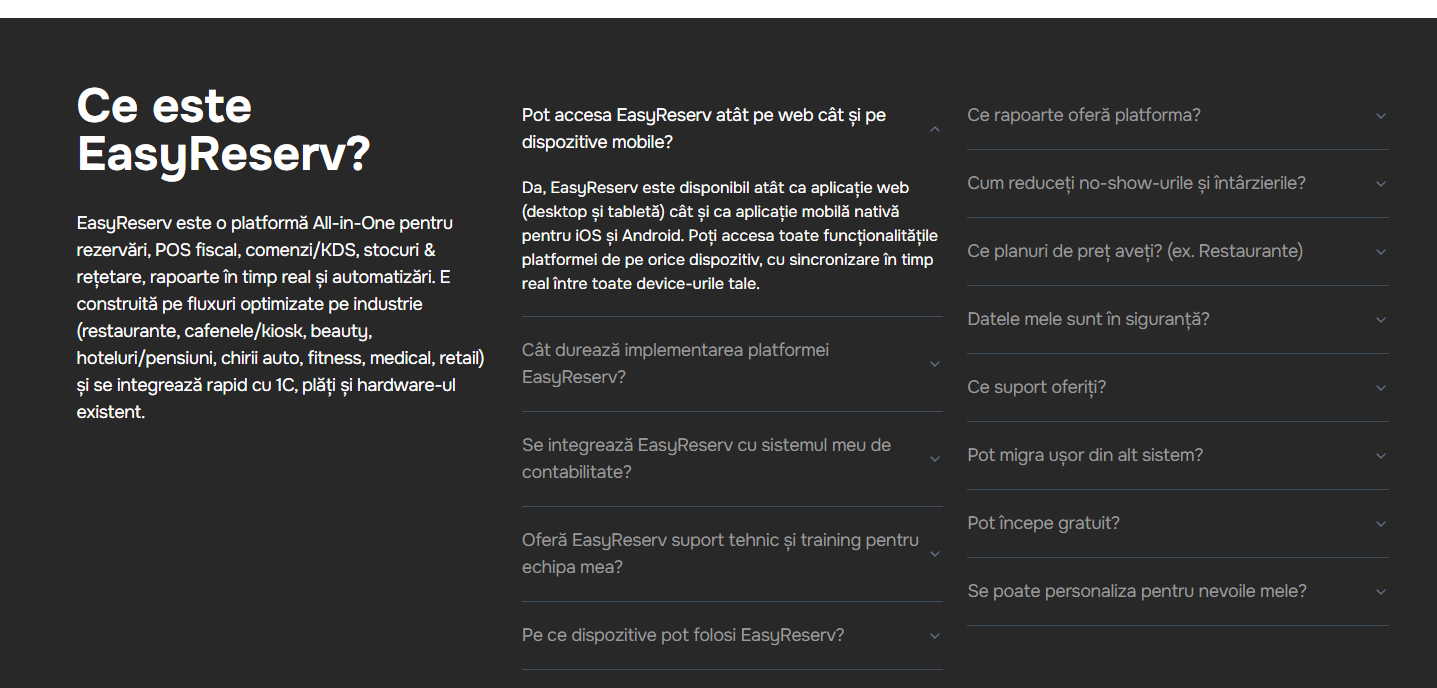 Ce este
EasyReserv?
EasyReserv este o platformă All-in-One pentru
rezervări, POS fiscal, comenzi/KDS, stocuri &
rețetare, rapoarte în timp real și automatizări. E
construită pe fluxuri optimizate pe industrie
(restaurante, cafenele/kiosk, beauty,
hoteluri/pensiuni, chirii auto, fitness, medical, retail)
și se integrează rapid cu 1C, plăți și hardware-ul
existent.
Pot accesa EasyReserv atât pe web cât și pe
dispozitive mobile?
Da, EasyReserv este disponibil atât ca aplicație web
(desktop și tabletă) cât și ca aplicație mobilă nativă
pentru iOS și Android. Poți accesa toate funcționalitățile
platformei de pe orice dispozitiv, cu sincronizare în timp
real între toate device-urile tale.
Cât durează implementarea platformei
EasyReserv?
Se integrează EasyReserv cu sistemul meu de
contabilitate?
Oferă EasyReserv suport tehnic și training pentru
echipa mea?
Pe ce dispozitive pot folosi EasyReserv?
Ce rapoarte oferă platforma?
Cum reduceți no-show-urile și întârzierile?
Ce planuri de preț aveți? (ex. Restaurante)
Datele mele sunt în siguranță?
Ce suport oferiți?
Pot migra ușor din alt sistem?
Pot începe gratuit?
Se poate personaliza pentru nevoile mele?